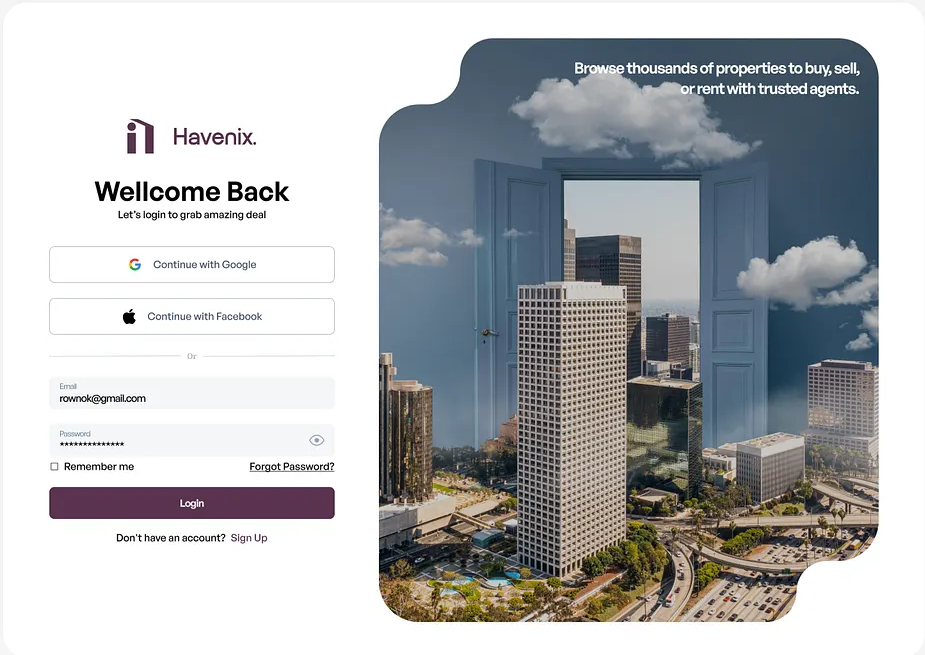 Browse thousands of properties to buy, sell,
or rent with trusted agents.
Havenix.
Wellcome Back
Let's login to grab amazing deal
Continue with Google
Continue with Facebook
Or
Email
rownok@gmail.com
Password
**************
Remember me
Forgot Password?
Login
Don't have an account? Sign Up